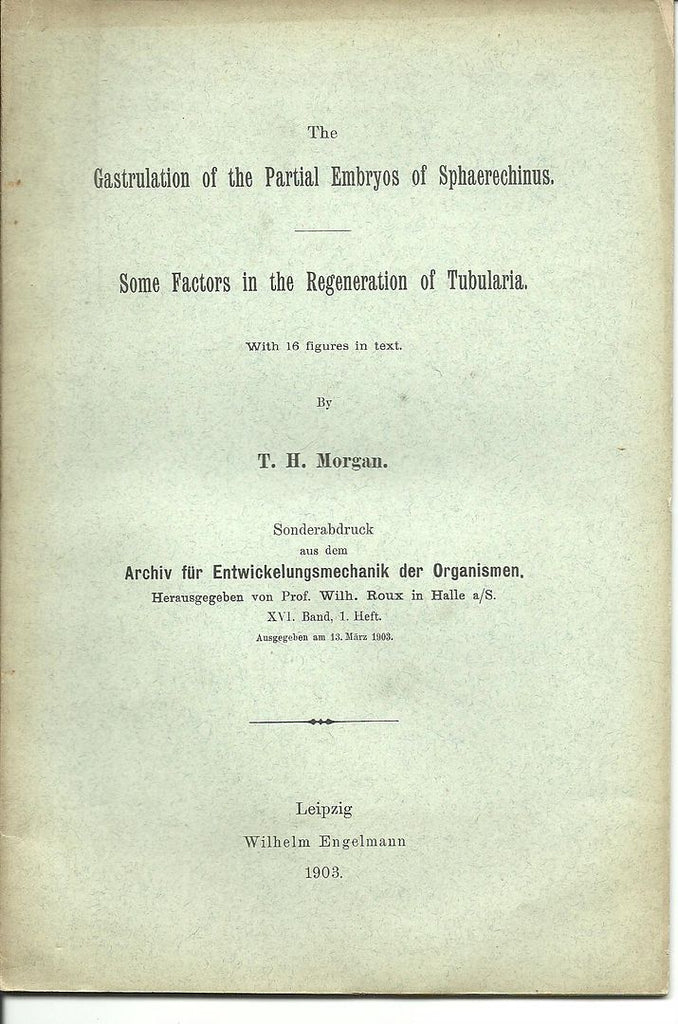 The
Gastrulation of the Partial Embryos of Sphaerechinus.
Some Factors in the Regeneration of Tubularia.
With 16 figures in text.
By
T. H. Morgan.
Sonderabdruck
aus dem
Archiv für Entwickelungsmechanik der Organismen.
Herausgegeben von Prof. Wilh. Roux in Halle a/S.
XVI. Band, 1. Heft.
Ausgegeben am 13. März 1903.
Leipzig
Wilhelm Engelmann
1903.